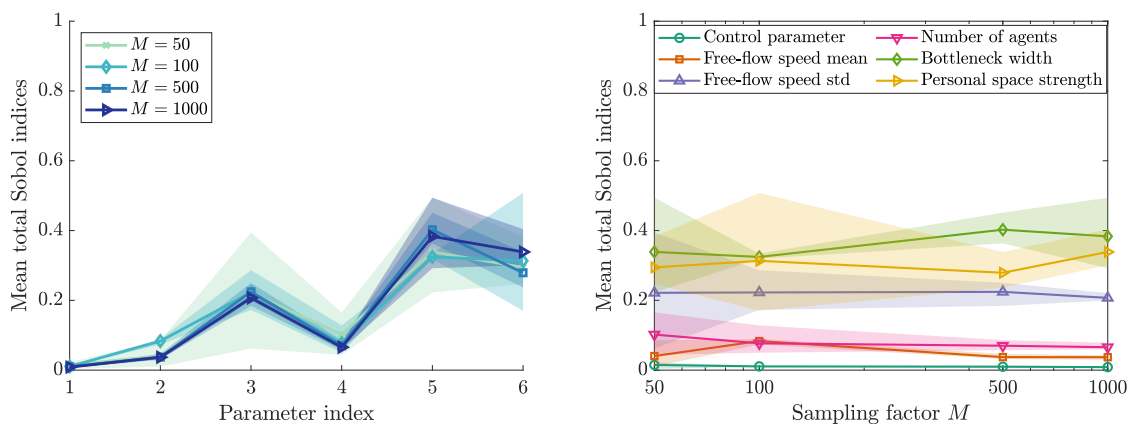 M = 50
M = 100
M = 500
M = 1000
Mean total Sobol indices
1
0.8
0.6
0.4
0.2
0
1 2 3 4 5 6
Parameter index
Control parameter Number of agents
Free-flow speed mean Bottleneck width
Free-flow speed std Personal space strength
Mean total Sobol indices
1
0.8
0.6
0.4
0.2
0
50 100 500 1000
Sampling factor M